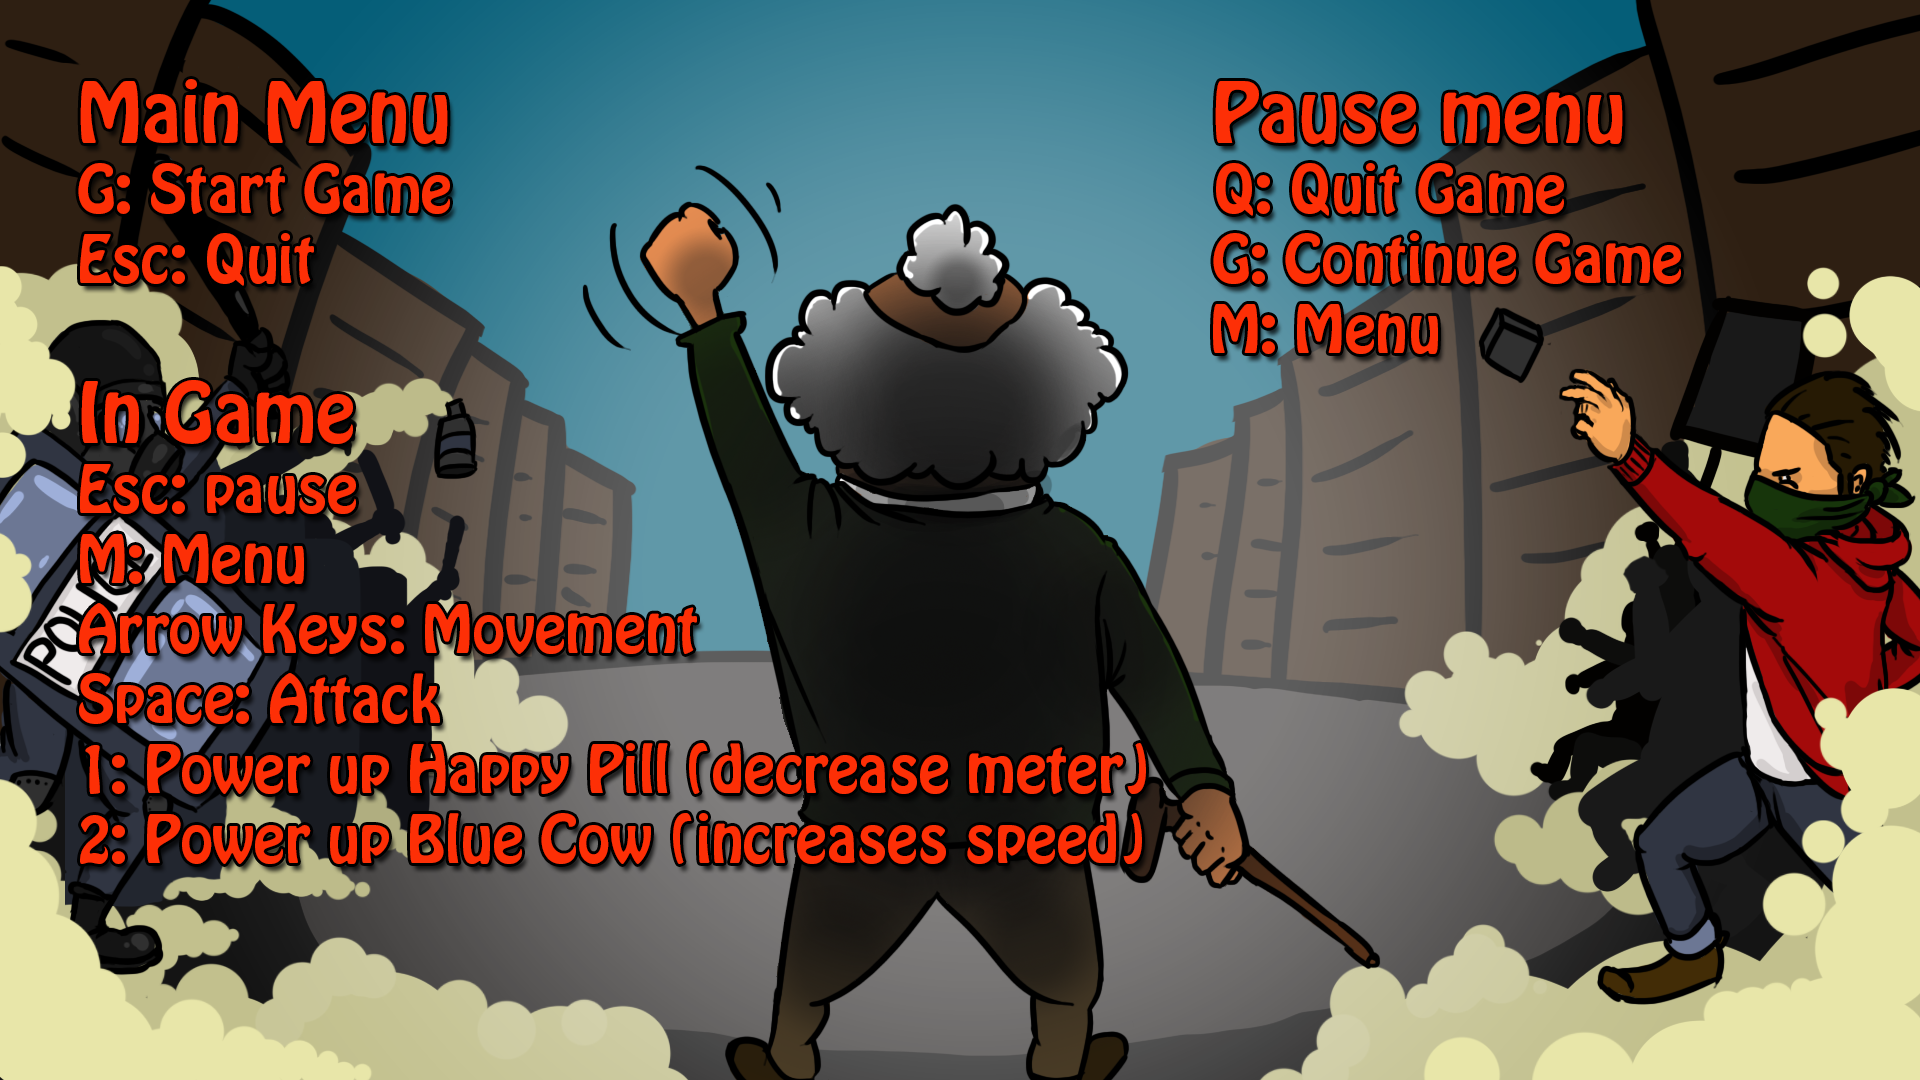 Main Menu
G: Start Game
Esc: Quit
In Game
Esc: pause
M: Menu
Arrow Keys: Movement
Space: Attack
1: Power up Happy Pill (decrease meter)
2: Power up Blue Cow (increases speed)
POLICE
Pause menu
Q: Quit Game
G: Continue Game
M: Menu